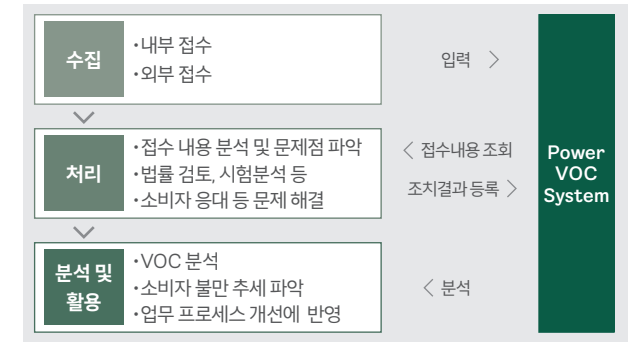 수집
·내부 접수
·외부 접수
입력 >
처리
·접수 내용 분석 및 문제점 파악
·법률 검토, 시험분석 등
·소비자 응대 등 문제 해결
< 접수내용 조회
조치결과 등록 >
분석 및
활용
·VOC 분석
·소비자 불만 추세 파악
·업무 프로세스 개선에 반영
< 분석
Power
VOC
System